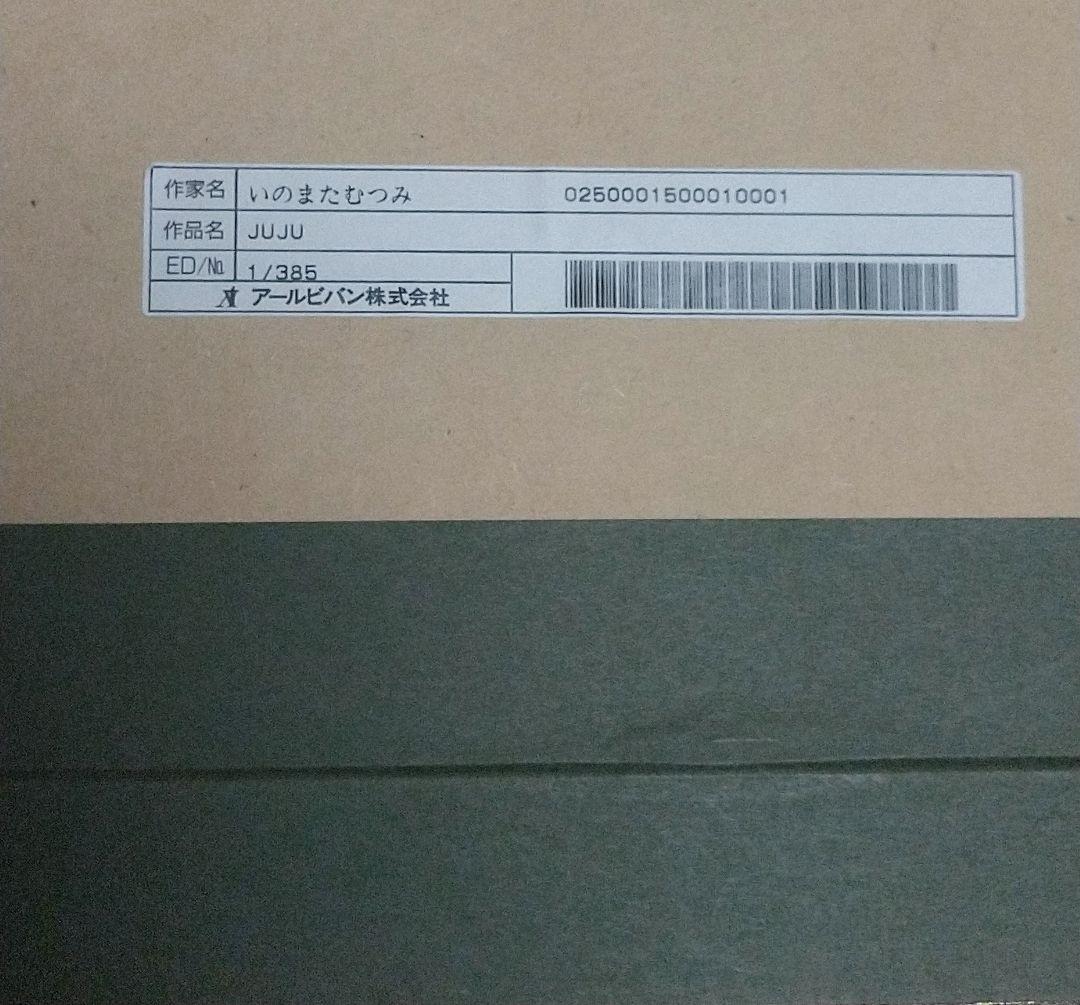 作家名 いのまたむつみ 0250001500010001
作品名 JUJU
ED/№ 1/385
アールビバン株式会社